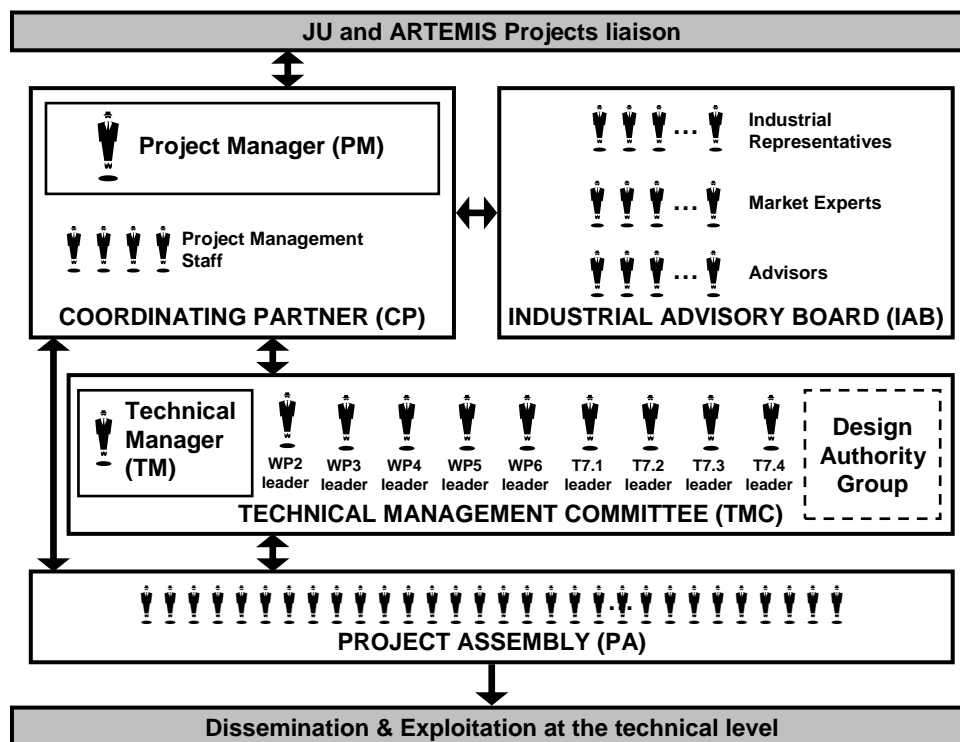 JU and ARTEMIS Projects liaison
Project Manager (PM)
Project Management
Staff
COORDINATING PARTNER (CP)
...
Industrial
Representatives
...
Market Experts
...
Advisors
INDUSTRIAL ADVISORY BOARD (IAB)
Technical
Manager
(TM)
WP2
leader
WP3
leader
WP4
leader
WP5
leader
WP6
leader
T7.1
leader
T7.2
leader
T7.3
leader
T7.4
leader
Design
Authority
Group
TECHNICAL MANAGEMENT COMMITTEE (TMC)
...
PROJECT ASSEMBLY (PA)
Dissemination & Exploitation at the technical level